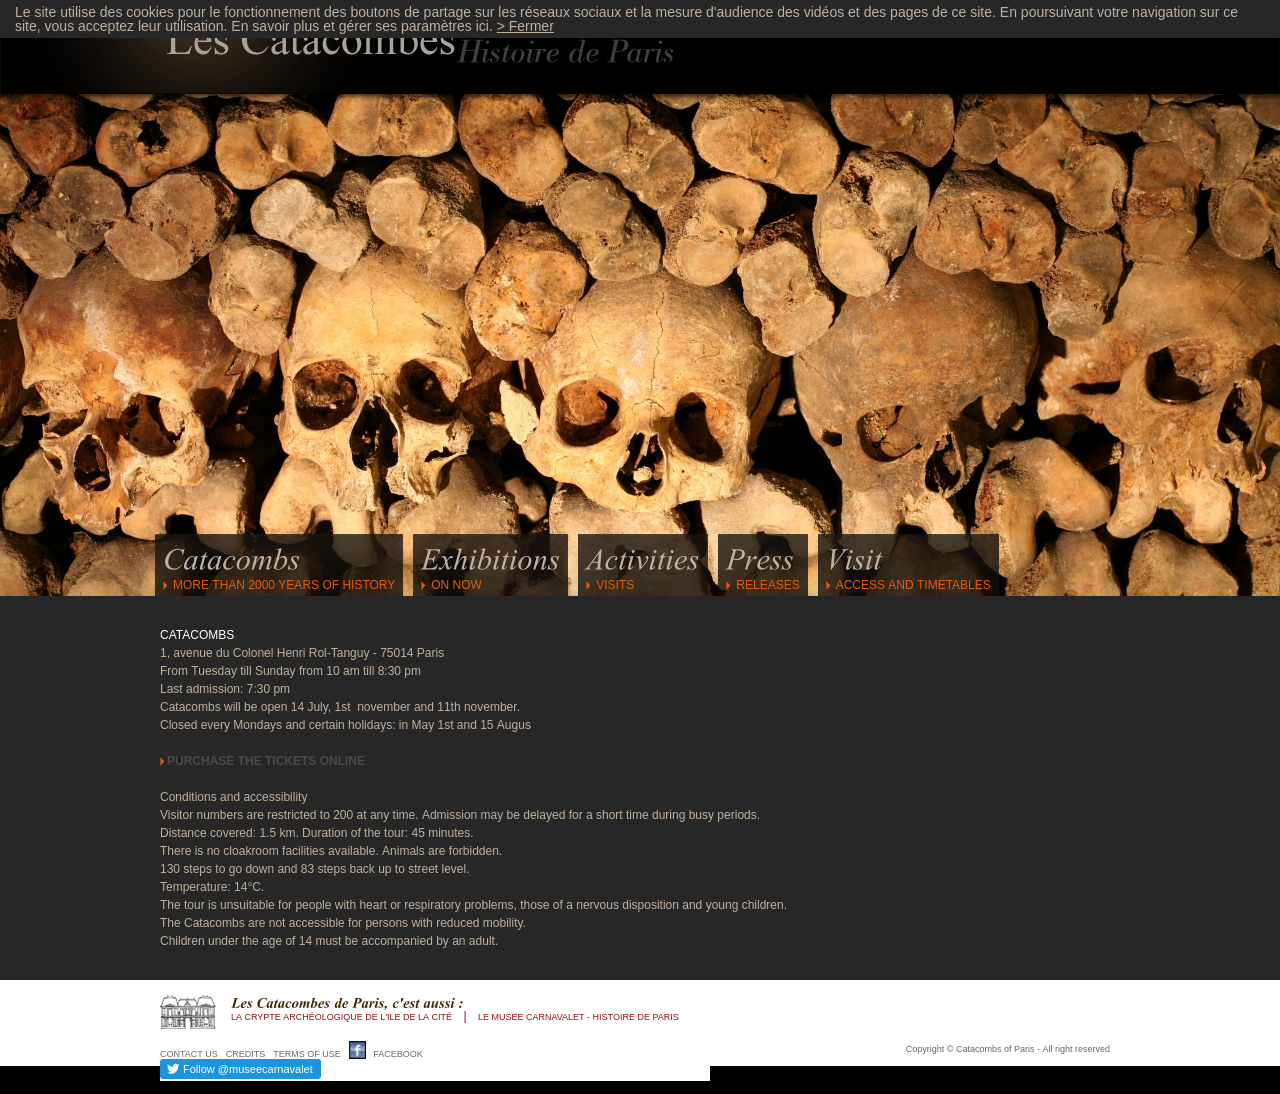 Le site utilise des cookies pour le fonctionnement des boutons de partage sur les réseaux sociaux et la mesure d'audience des vidéos et des pages de ce site. En poursuivant votre navigation sur ce
site, vous acceptez leur utilisation. En savoir plus et gérer ses paramètres ici. > Fermer
Les Catacombes Histoire de Paris
Catacombs
MORE THAN 2000 YEARS OF HISTORY
Exhibitions
ON NOW
Activities
VISITS
Press
RELEASES
Visit
ACCESS AND TIMETABLES
CATACOMBS
1, avenue du Colonel Henri Rol-Tanguy - 75014 Paris
From Tuesday till Sunday from 10 am till 8:30 pm
Last admission: 7:30 pm
Catacombs will be open 14 July, 1st  november and 11th november.
Closed every Mondays and certain holidays: in May 1st and 15 Augus
PURCHASE THE TICKETS ONLINE
Conditions and accessibility
Visitor numbers are restricted to 200 at any time. Admission may be delayed for a short time during busy periods.
Distance covered: 1.5 km. Duration of the tour: 45 minutes.
There is no cloakroom facilities available. Animals are forbidden.
130 steps to go down and 83 steps back up to street level.
Temperature: 14°C.
The tour is unsuitable for people with heart or respiratory problems, those of a nervous disposition and young children.
The Catacombs are not accessible for persons with reduced mobility.
Children under the age of 14 must be accompanied by an adult.
Les Catacombes de Paris, c'est aussi :
LA CRYPTE ARCHÉOLOGIQUE DE L'ILE DE LA CITÉ | LE MUSEE CARNAVALET - HISTOIRE DE PARIS
CONTACT US CREDITS TERMS OF USE FACEBOOK
Copyright © Catacombs of Paris - All right reserved
Follow @museecarnavalet